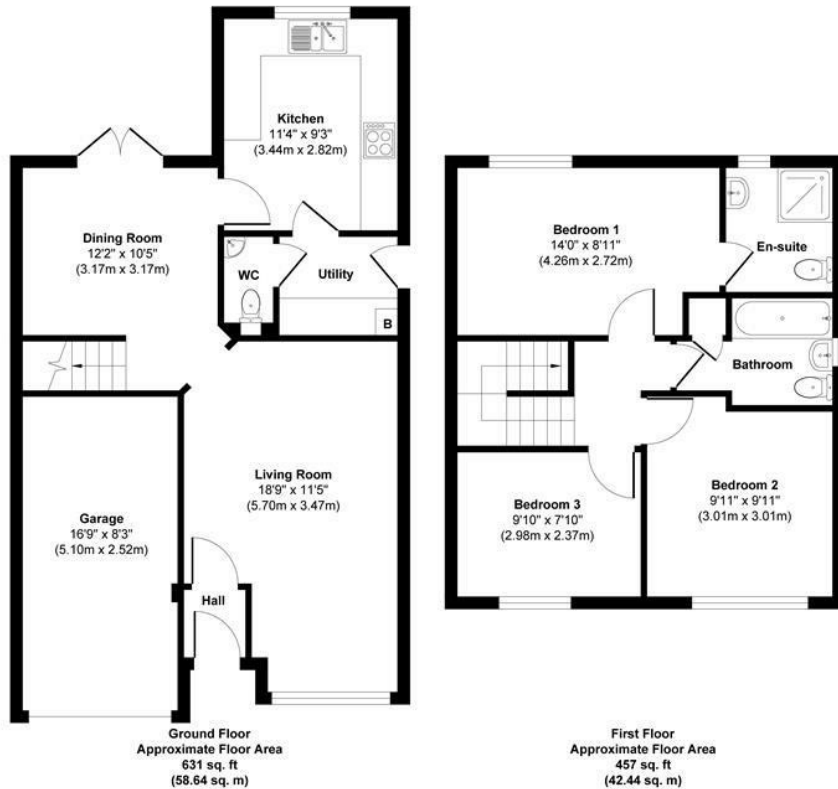 Kitchen
11'4" x 9'3"
(3.44m x 2.82m)
Dining Room
12'2" x 10'5"
(3.17m x 3.17m)
WC
Utility
B
Living Room
18'9" x 11'5"
(5.70m x 3.47m)
Garage
16'9" x 8'3"
(5.10m x 2.52m)
Hall
Ground Floor
Approximate Floor Area
631 sq. ft
(58.64 sq. m)
Bedroom 1
14'0" x 8'11"
(4.26m x 2.72m)
En-suite
Bathroom
Bedroom 2
9'11" x 9'11"
(3.01m x 3.01m)
Bedroom 3
9'10" x 7'10"
(2.98m x 2.37m)
First Floor
Approximate Floor Area
457 sq. ft
(42.44 sq. m)